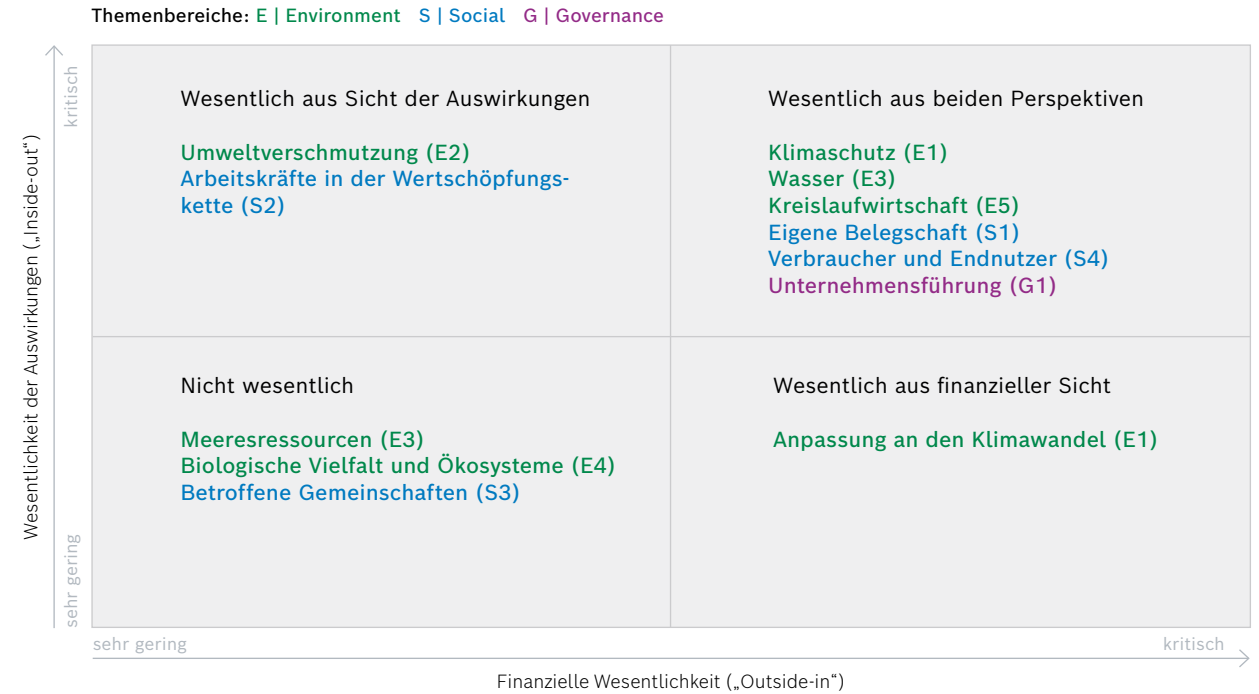 Themenbereiche: E | Environment S | Social G | Governance
Wesentlichkeit der Auswirkungen („Inside-out“)
kritisch
sehr gering
Wesentlich aus Sicht der Auswirkungen
Umweltverschmutzung (E2)
Arbeitskräfte in der Wertschöpfungs-
kette (S2)
Wesentlich aus beiden Perspektiven
Klimaschutz (E1)
Wasser (E3)
Kreislaufwirtschaft (E5)
Eigene Belegschaft (S1)
Verbraucher und Endnutzer (S4)
Unternehmensführung (G1)
Nicht wesentlich
Meeresressourcen (E3)
Biologische Vielfalt und Ökosysteme (E4)
Betroffene Gemeinschaften (S3)
Wesentlich aus finanzieller Sicht
Anpassung an den Klimawandel (E1)
sehr gering
kritisch
Finanzielle Wesentlichkeit („Outside-in“)